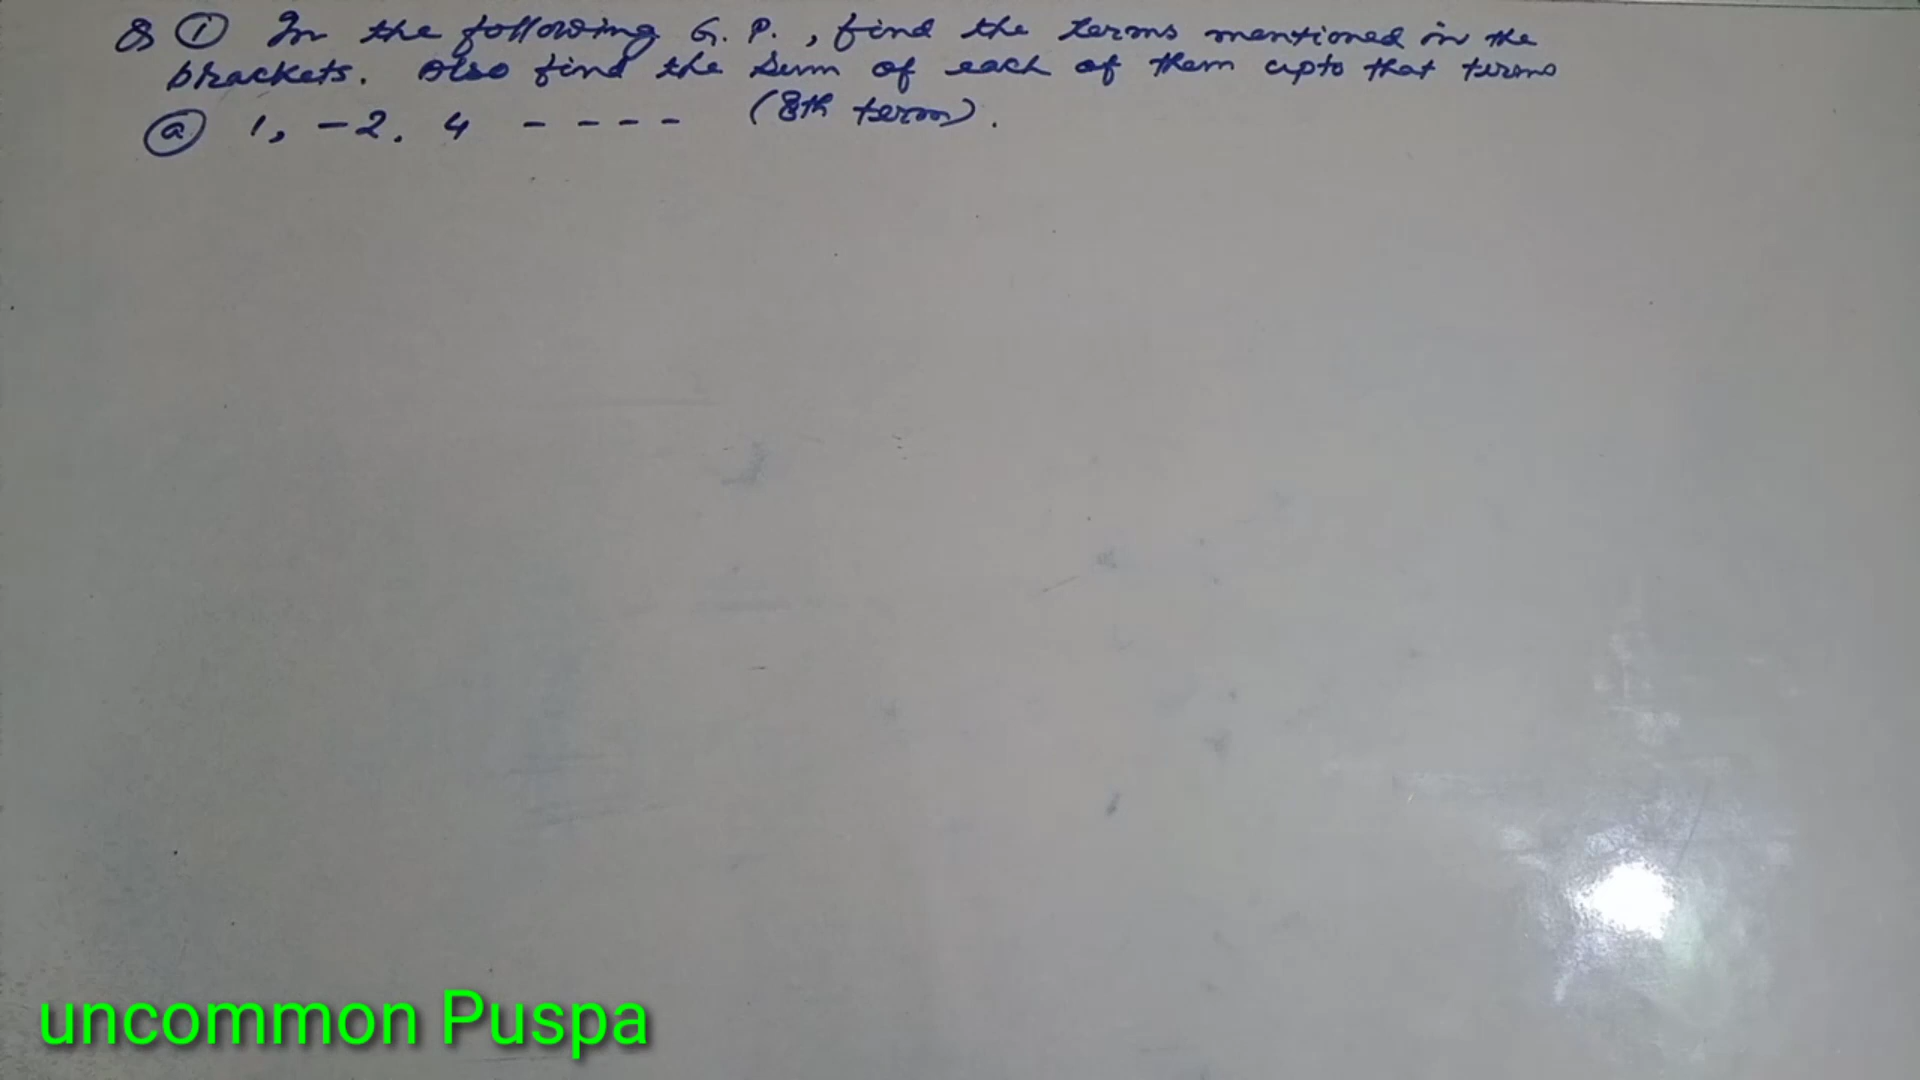 Q ① In the following G. P. , find the terms mentioned in the
brackets. Also find the Sum of each of them upto that terms
ⓐ 1, -2, 4 - - - - (8th term).
uncommon Puspa